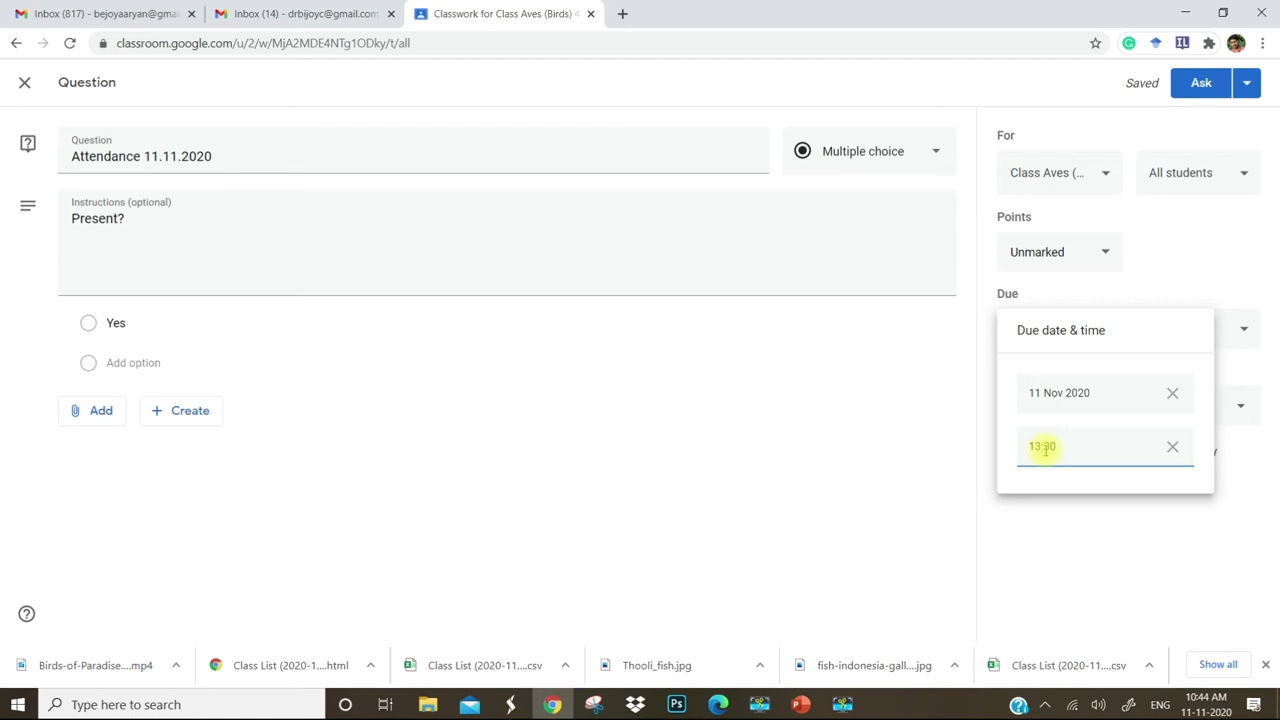 Inbox (817) - bejoyaaryan@gmai
Inbox (14) - drbijoyc@gmail.com
Classwork for Class Aves (Birds) 4
classroom.google.com/u/2/w/MjA2MDE4NTg1ODky/t/all
Question
Saved
Ask
Question
Attendance 11.11.2020
Multiple choice
Instructions (optional)
Present?
Yes
Add option
Add
Create
For
Class Aves (...
All students
Points
Unmarked
Due
Due date & time
11 Nov 2020
13:30
Birds-of-Paradise....mp4
Class List (2020-1....html
Class List (2020-11....csv
Thooli_fish.jpg
fish-indonesia-gall....jpg
Class List (2020-11....csv
Show all
Type here to search
ENG
10:44 AM
11-11-2020